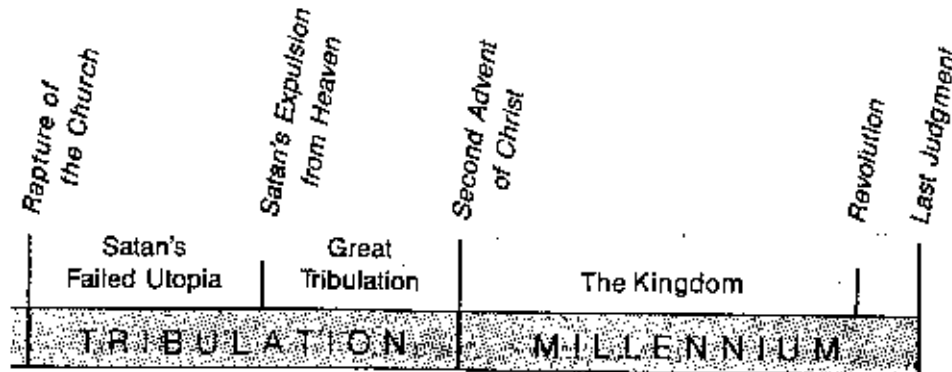 Rapture of
the Church
Satan's Expulsion
from Heaven
Second Advent
of Christ
Revolution
Last Judgment
Satan's
Failed Utopia
Great
Tribulation
The Kingdom
TRIBULATION
MILLENNIUM